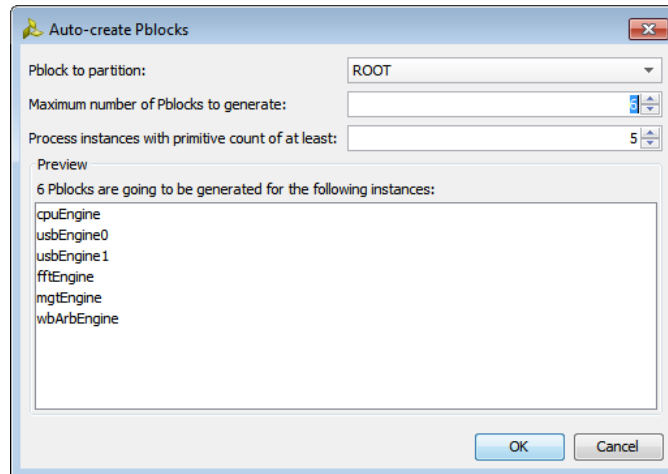 Auto-create Pblocks
Pblock to partition: ROOT
Maximum number of Pblocks to generate:
Process instances with primitive count of at least: 5
Preview
6 Pblocks are going to be generated for the following instances:
cpuEngine
usbEngine0
usbEngine1
fftEngine
mgtEngine
wbArbEngine
OK Cancel